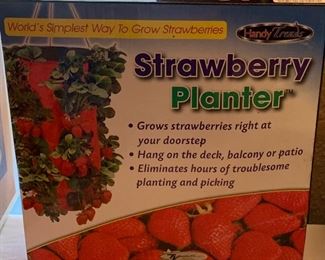 World's Simplest Way To Grow Strawberries
Handy Trends
Strawberry
Planter™
• Grows strawberries right at
your doorstep
• Hang on the deck, balcony or patio
• Eliminates hours of troublesome
planting and picking